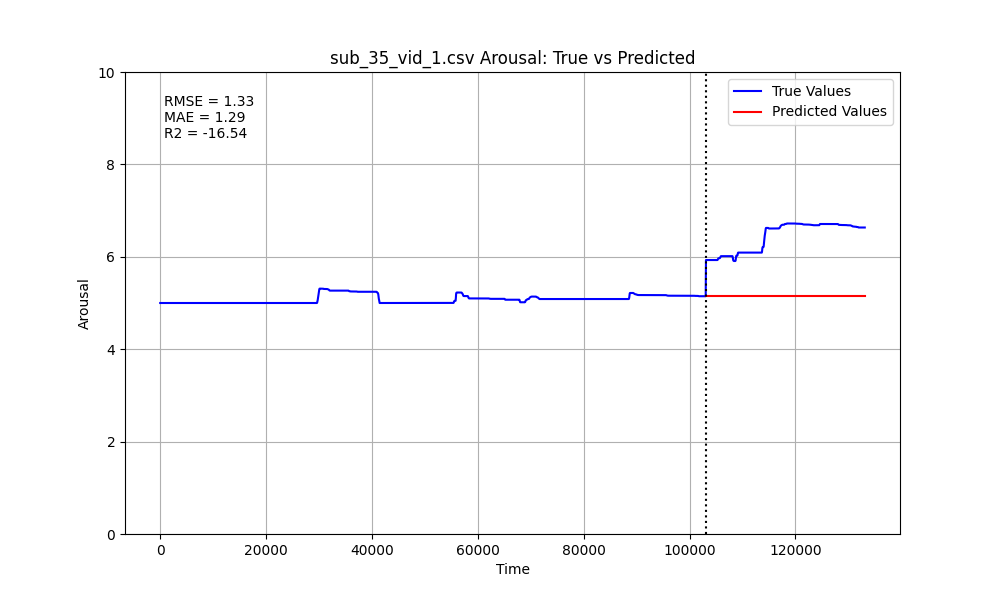 sub_35_vid_1.csv Arousal: True vs Predicted
RMSE = 1.33
MAE = 1.29
R2 = -16.54
True Values
Predicted Values
10
8
6
4
2
0
Arousal
0 20000 40000 60000 80000 100000 120000
Time